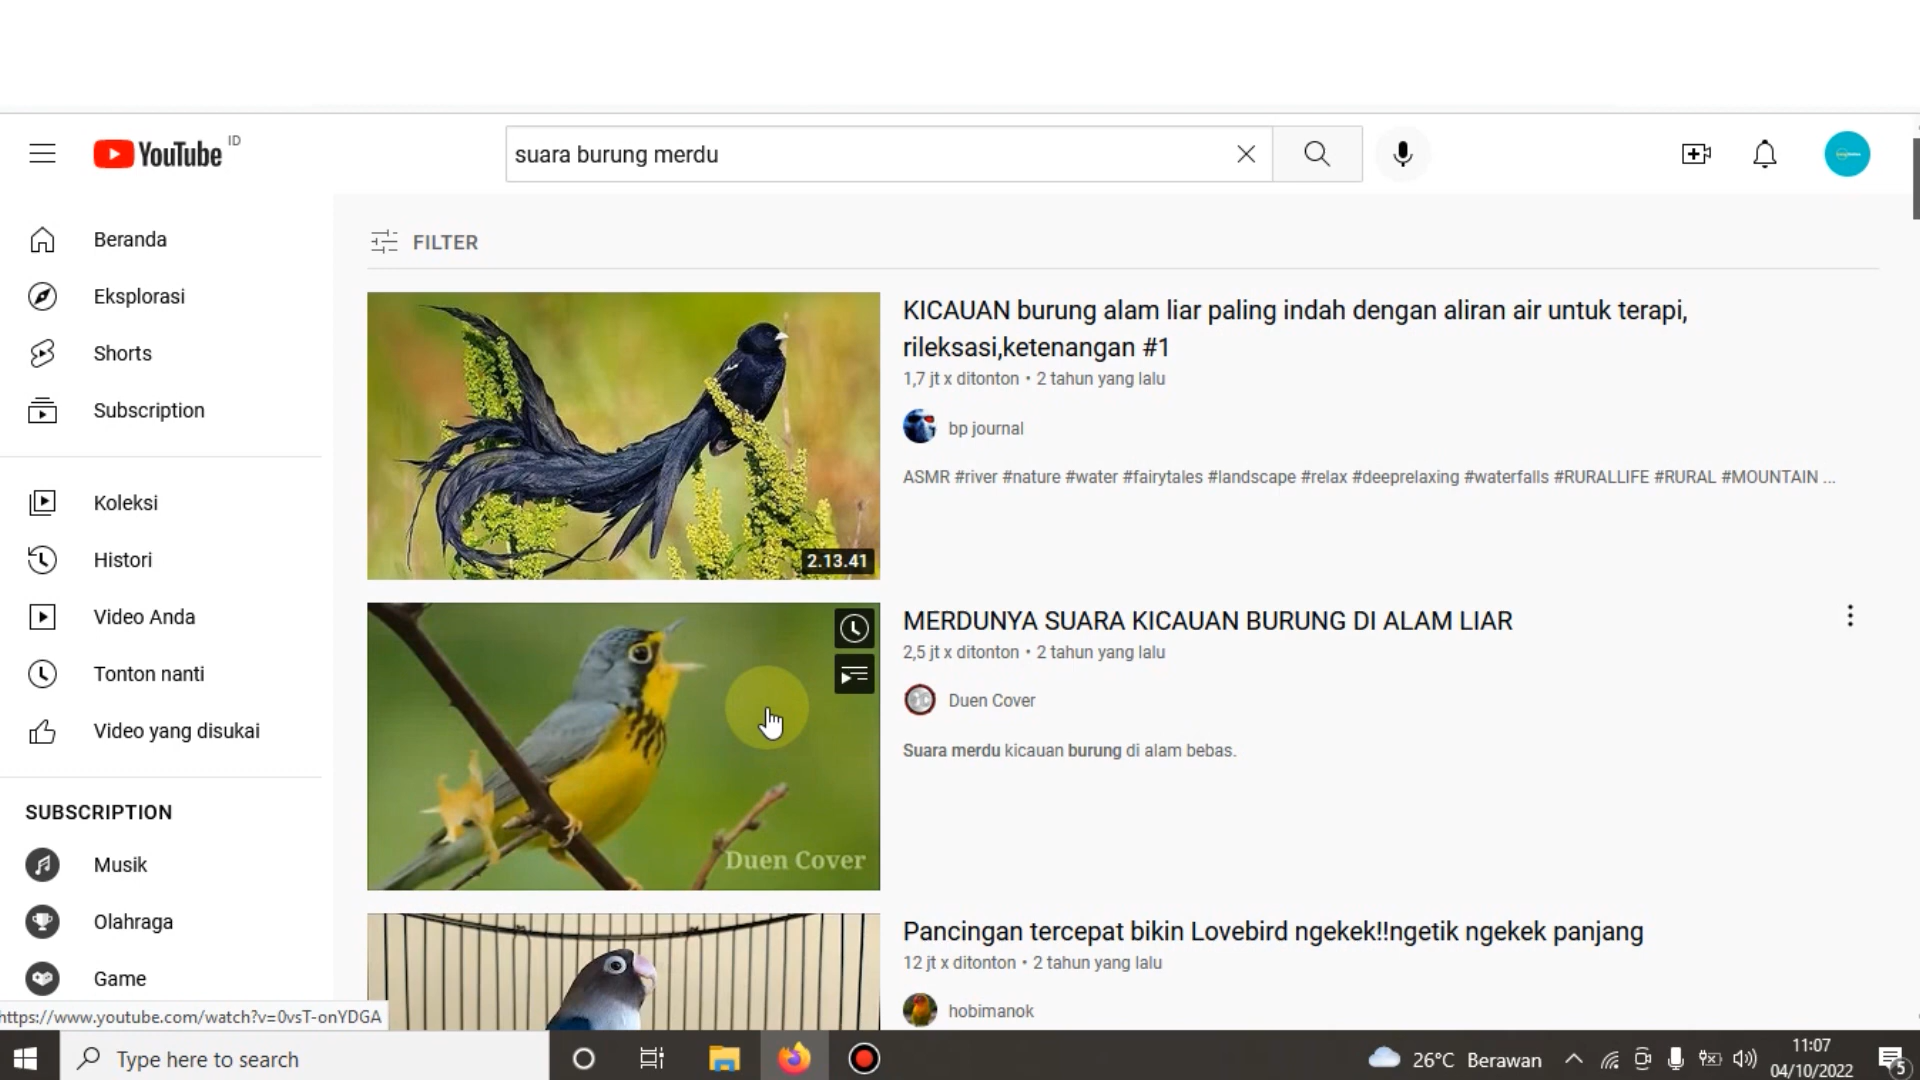 YouTube ID
suara burung merdu
Beranda
Eksplorasi
Shorts
Subscription
Koleksi
Histori
Video Anda
Tonton nanti
Video yang disukai
SUBSCRIPTION
Musik
Olahraga
Game
FILTER
2.13.41
KICAUAN burung alam liar paling indah dengan aliran air untuk terapi,
rileksasi,ketenangan #1
1,7 jt x ditonton • 2 tahun yang lalu
bp journal
ASMR #river #nature #water #fairytales #landscape #relax #deeprelaxing #waterfalls #RURALLIFE #RURAL #MOUNTAIN ...
Duen Cover
MERDUNYA SUARA KICAUAN BURUNG DI ALAM LIAR
2,5 jt x ditonton • 2 tahun yang lalu
Duen Cover
Suara merdu kicauan burung di alam bebas.
Pancingan tercepat bikin Lovebird ngekek!!ngetik ngekek panjang
12 jt x ditonton • 2 tahun yang lalu
hobimanok
https://www.youtube.com/watch?v=0vsT-onYDGA
Type here to search
26°C Berawan
11:07
04/10/2022
5